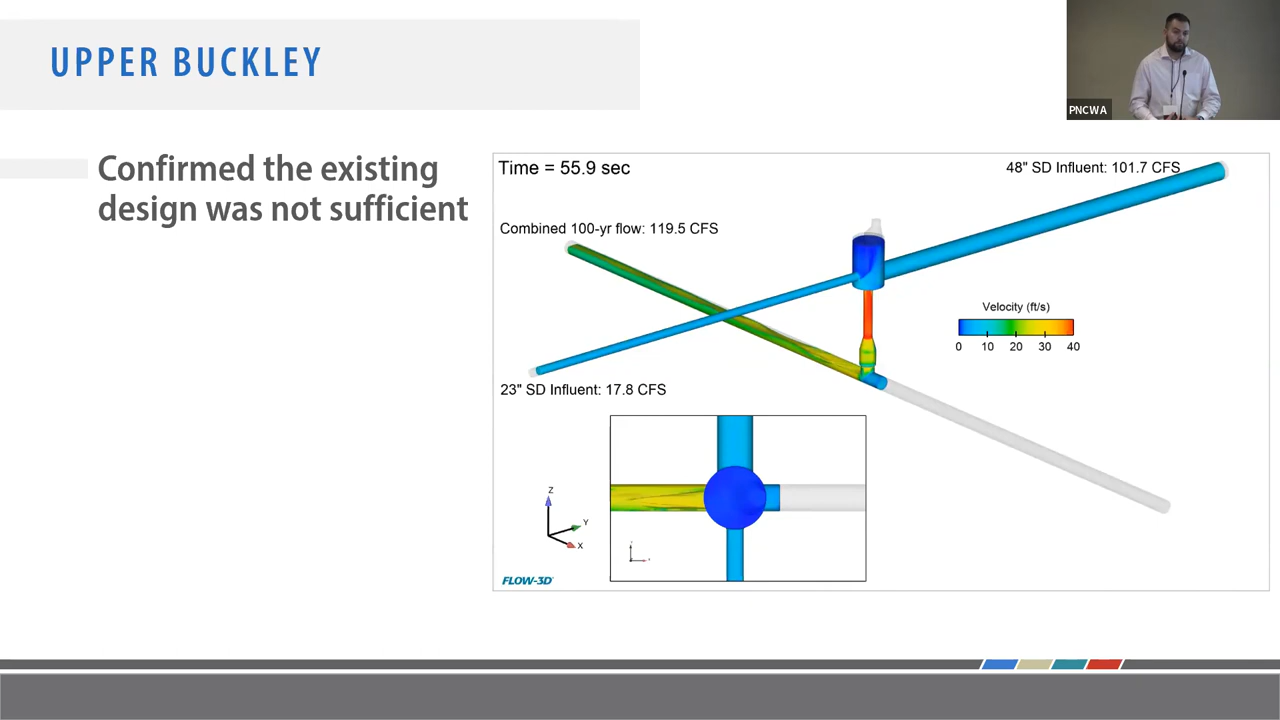 UPPER BUCKLEY
PNCWA
Confirmed the existing
design was not sufficient
Time = 55.9 sec
48" SD Influent: 101.7 CFS
Combined 100-yr flow: 119.5 CFS
Velocity (ft/s)
0 10 20 30 40
23" SD Influent: 17.8 CFS
Z
Y
X
FLOW-3D